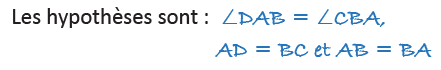 Les hypothèses sont : ∠DAB = ∠CBA,
AD = BC et AB = BA